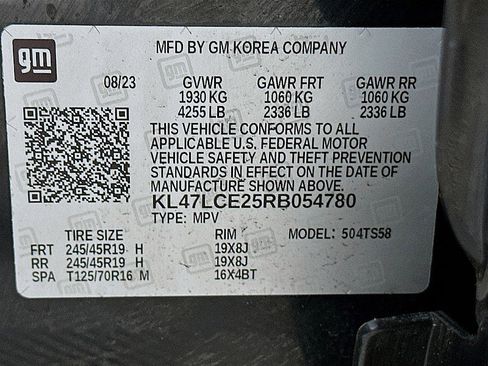 gm
MFD BY GM KOREA COMPANY
08/23 GVWR GAWR FRT GAWR RR
1930 KG 1060 KG 1060 KG
4255 LB 2336 LB 2336 LB
THIS VEHICLE CONFORMS TO ALL
APPLICABLE U.S. FEDERAL MOTOR
VEHICLE SAFETY AND THEFT PREVENTION
STANDARDS IN EFFECT ON THE DATE OF
MANUFACTURE SHOWN ABOVE.
KL47LCE25RB054780
TYPE: MPV
TIRE SIZE RIM MODEL: 504TS58
FRT 245/45R19 H 19X8J
RR 245/45R19 H 19X8J
SPA T125/70R16 M 16X4BT